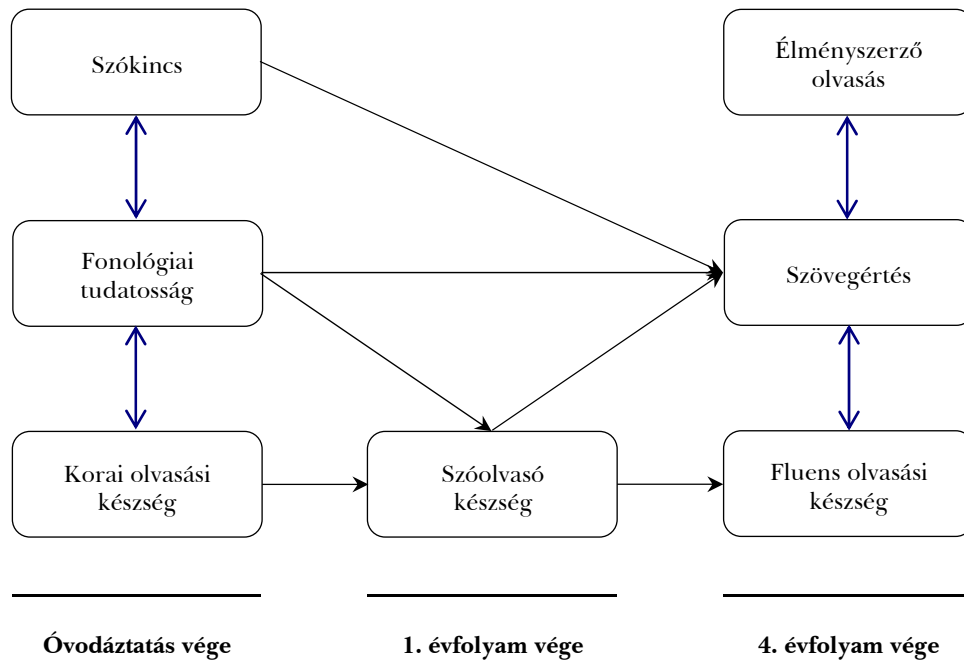 Szókincs
Élményszerző
olvasás
Fonológiai
tudatosság
Szövegértés
Korai olvasási
készség
Szóolvasó
készség
Fluens olvasási
készség
Óvodáztatás vége
1. évfolyam vége
4. évfolyam vége